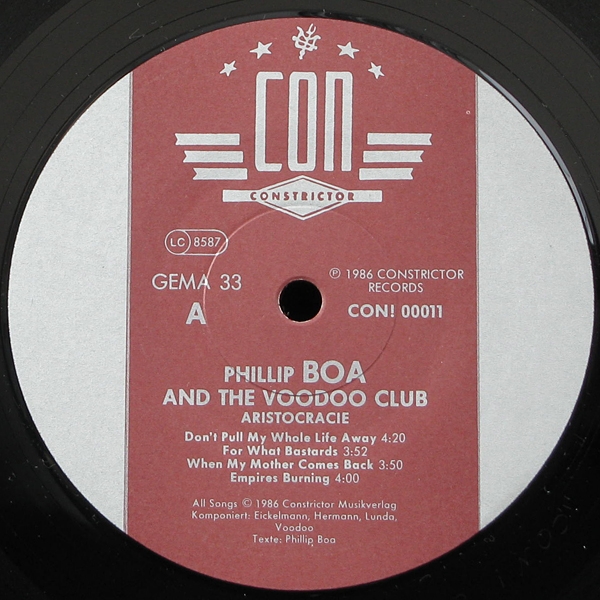 CON
CONSTRICTOR
LC 8587
GEMA 33
A
℗ 1986 CONSTRICTOR
RECORDS
CON! 00011
PHILLIP BOA
AND THE VOODOO CLUB
ARISTOCRACIE
Don't Pull My Whole Life Away 4:20
For What Bastards 3:52
When My Mother Comes Back 3:50
Empires Burning 4:00
All Songs © 1986 Constrictor Musikverlag
Komponiert: Eickelmann, Hermann, Lunda,
Voodoo
Texte: Phillip Boa